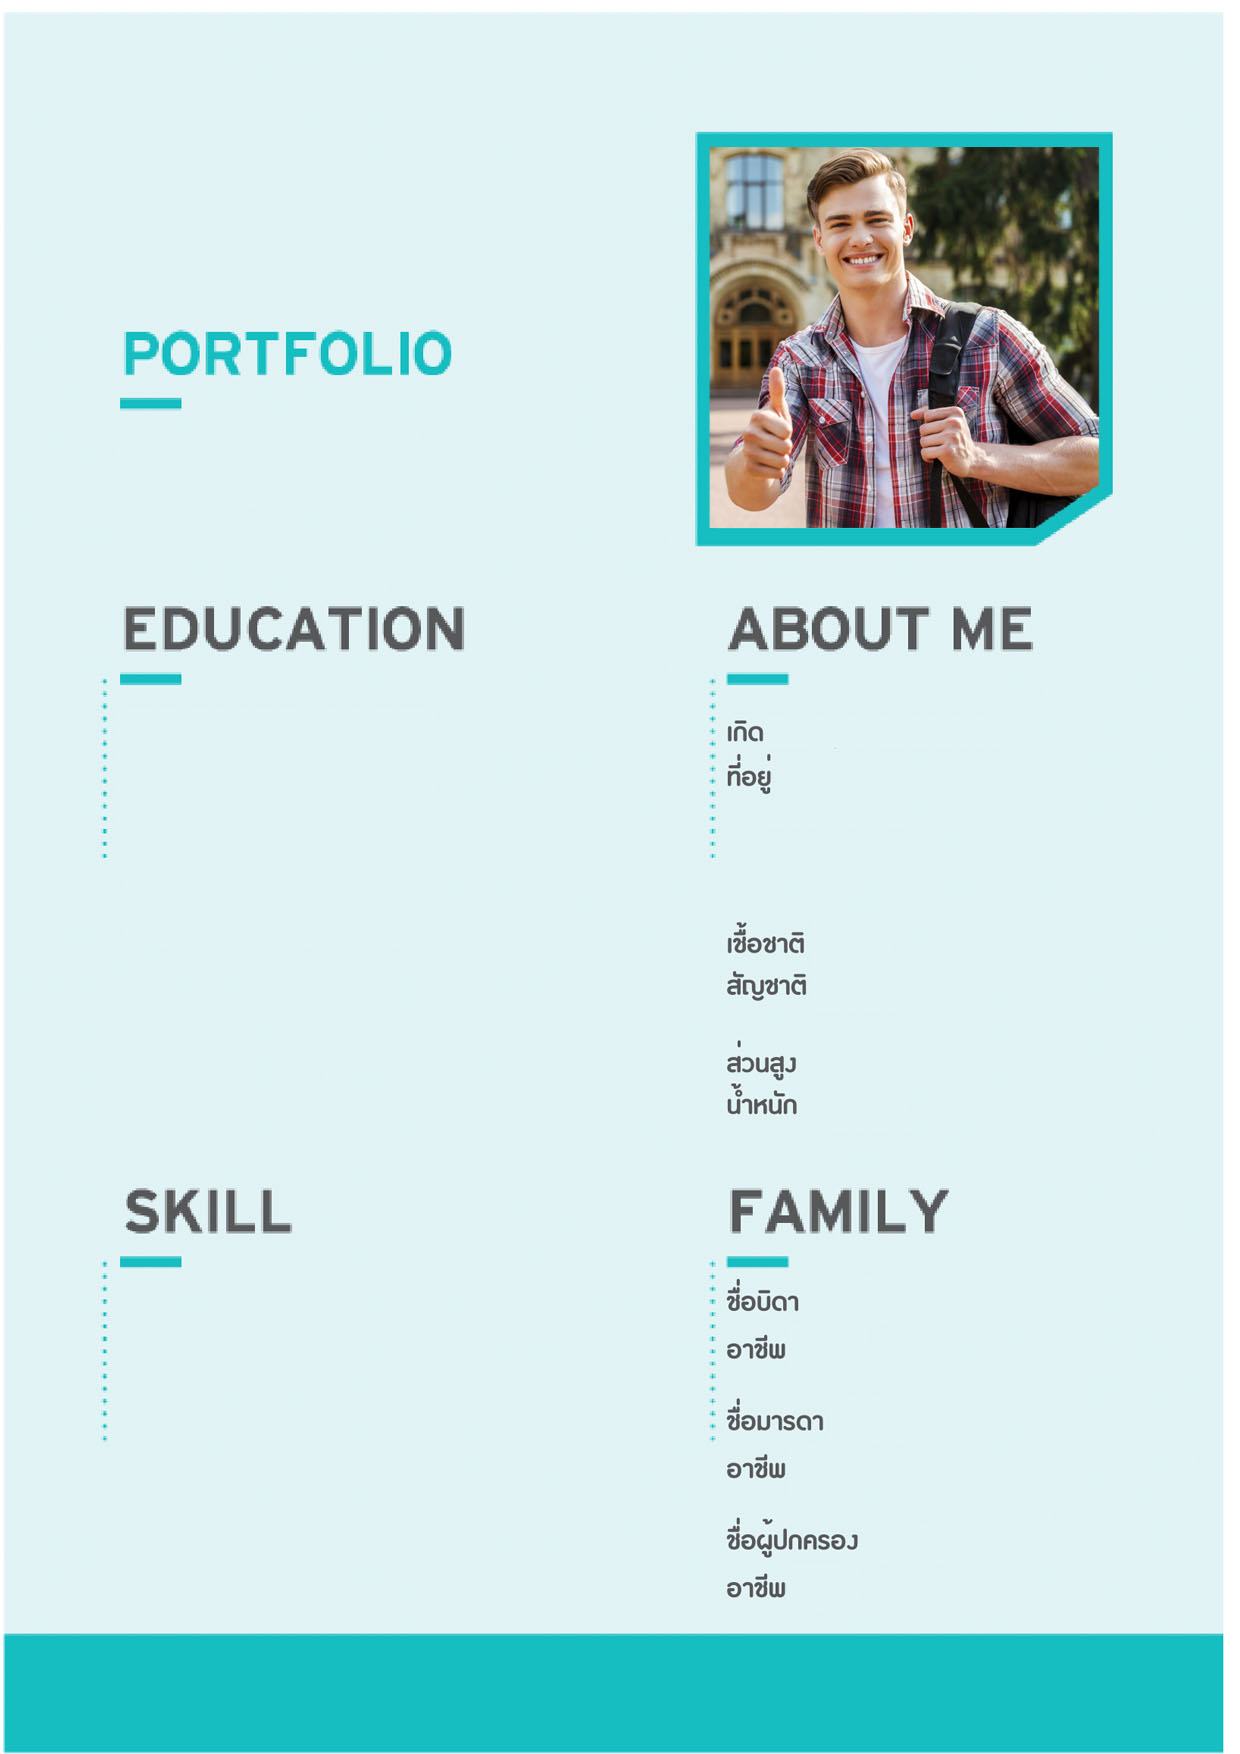 PORTFOLIO
EDUCATION
ABOUT ME
เกิด
ที่อยู่
เชื้อชาติ
สัญชาติ
ส่วนสูง
น้ำหนัก
SKILL
FAMILY
ชื่อบิดา
อาชีพ
ชื่อมารดา
อาชีพ
ชื่อผู้ปกครอง
อาชีพ